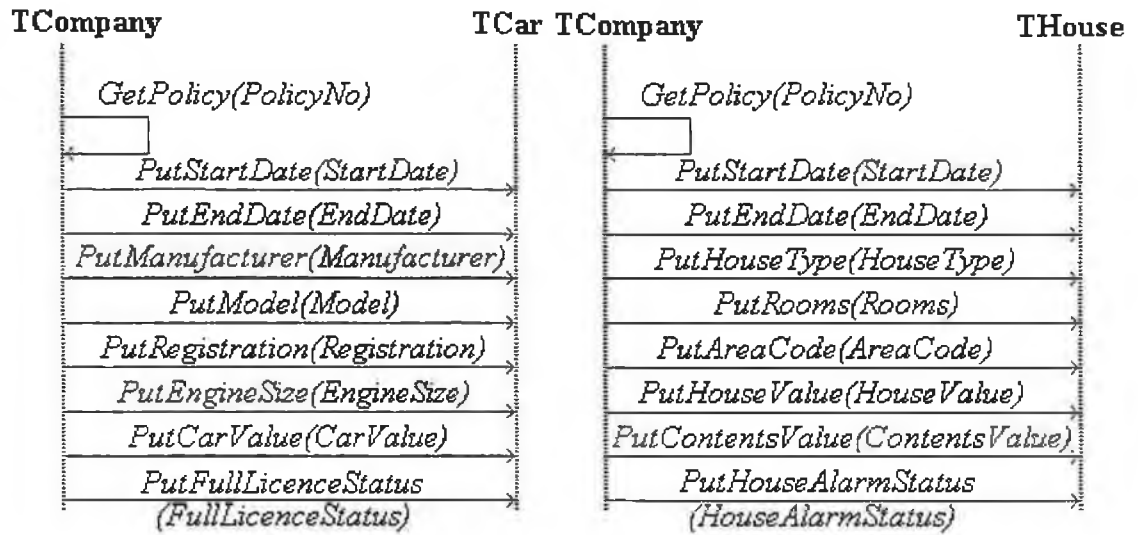 TCompany TCar
GetPolicy(PolicyNo)
PutStartDate(StartDate)
PutEndDate(EndDate)
PutManufacturer(Manufacturer)
PutModel(Model)
PutRegistration(Registration)
PutEngineSize(EngineSize)
PutCarValue(CarValue)
PutFullLicenceStatus
(FullLicenceStatus)
TCompany THouse
GetPolicy(PolicyNo)
PutStartDate(StartDate)
PutEndDate(EndDate)
PutHouseType(HouseType)
PutRooms(Rooms)
PutAreaCode(AreaCode)
PutHouseValue(HouseValue)
PutContentsValue(ContentsValue)
PutHouseAlarmStatus
(HouseAlarmStatus)